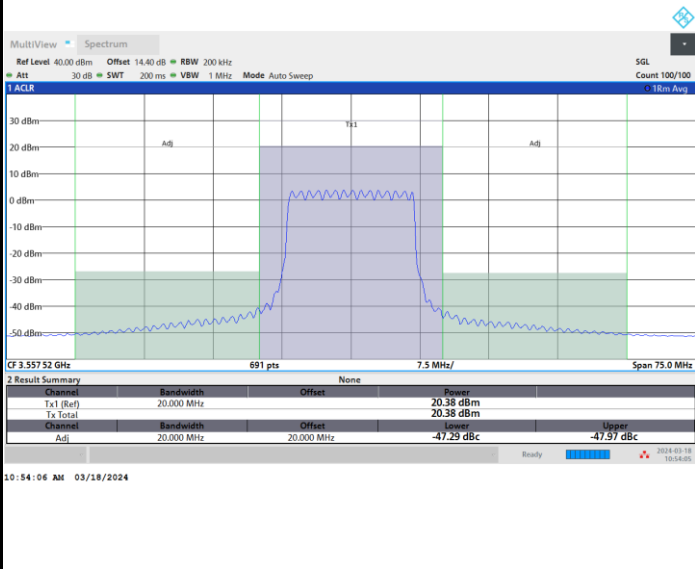 MultiView Spectrum
Ref Level 40.00 dBm Offset 14.40 dB RBW 200 kHz SGL
Att 30 dB SWT 200 ms VBW 1 MHz Mode Auto Sweep Count 100/100
1 ACLR 1Rm Avg
30 dBm
Tx1
20 dBm
Adj Adj
10 dBm
0 dBm
-10 dBm
-20 dBm
-30 dBm
-40 dBm
-50 dBm
CF 3.557 52 GHz 691 pts 7.5 MHz/ Span 75.0 MHz
2 Result Summary None
Channel Bandwidth Offset Power
Tx1 (Ref) 20.000 MHz 20.38 dBm
Tx Total 20.38 dBm
Channel Bandwidth Offset Lower Upper
Adj 20.000 MHz 20.000 MHz -47.29 dBc -47.97 dBc
Ready 2024-03-18
10:54:05
10:54:06 AM 03/18/2024